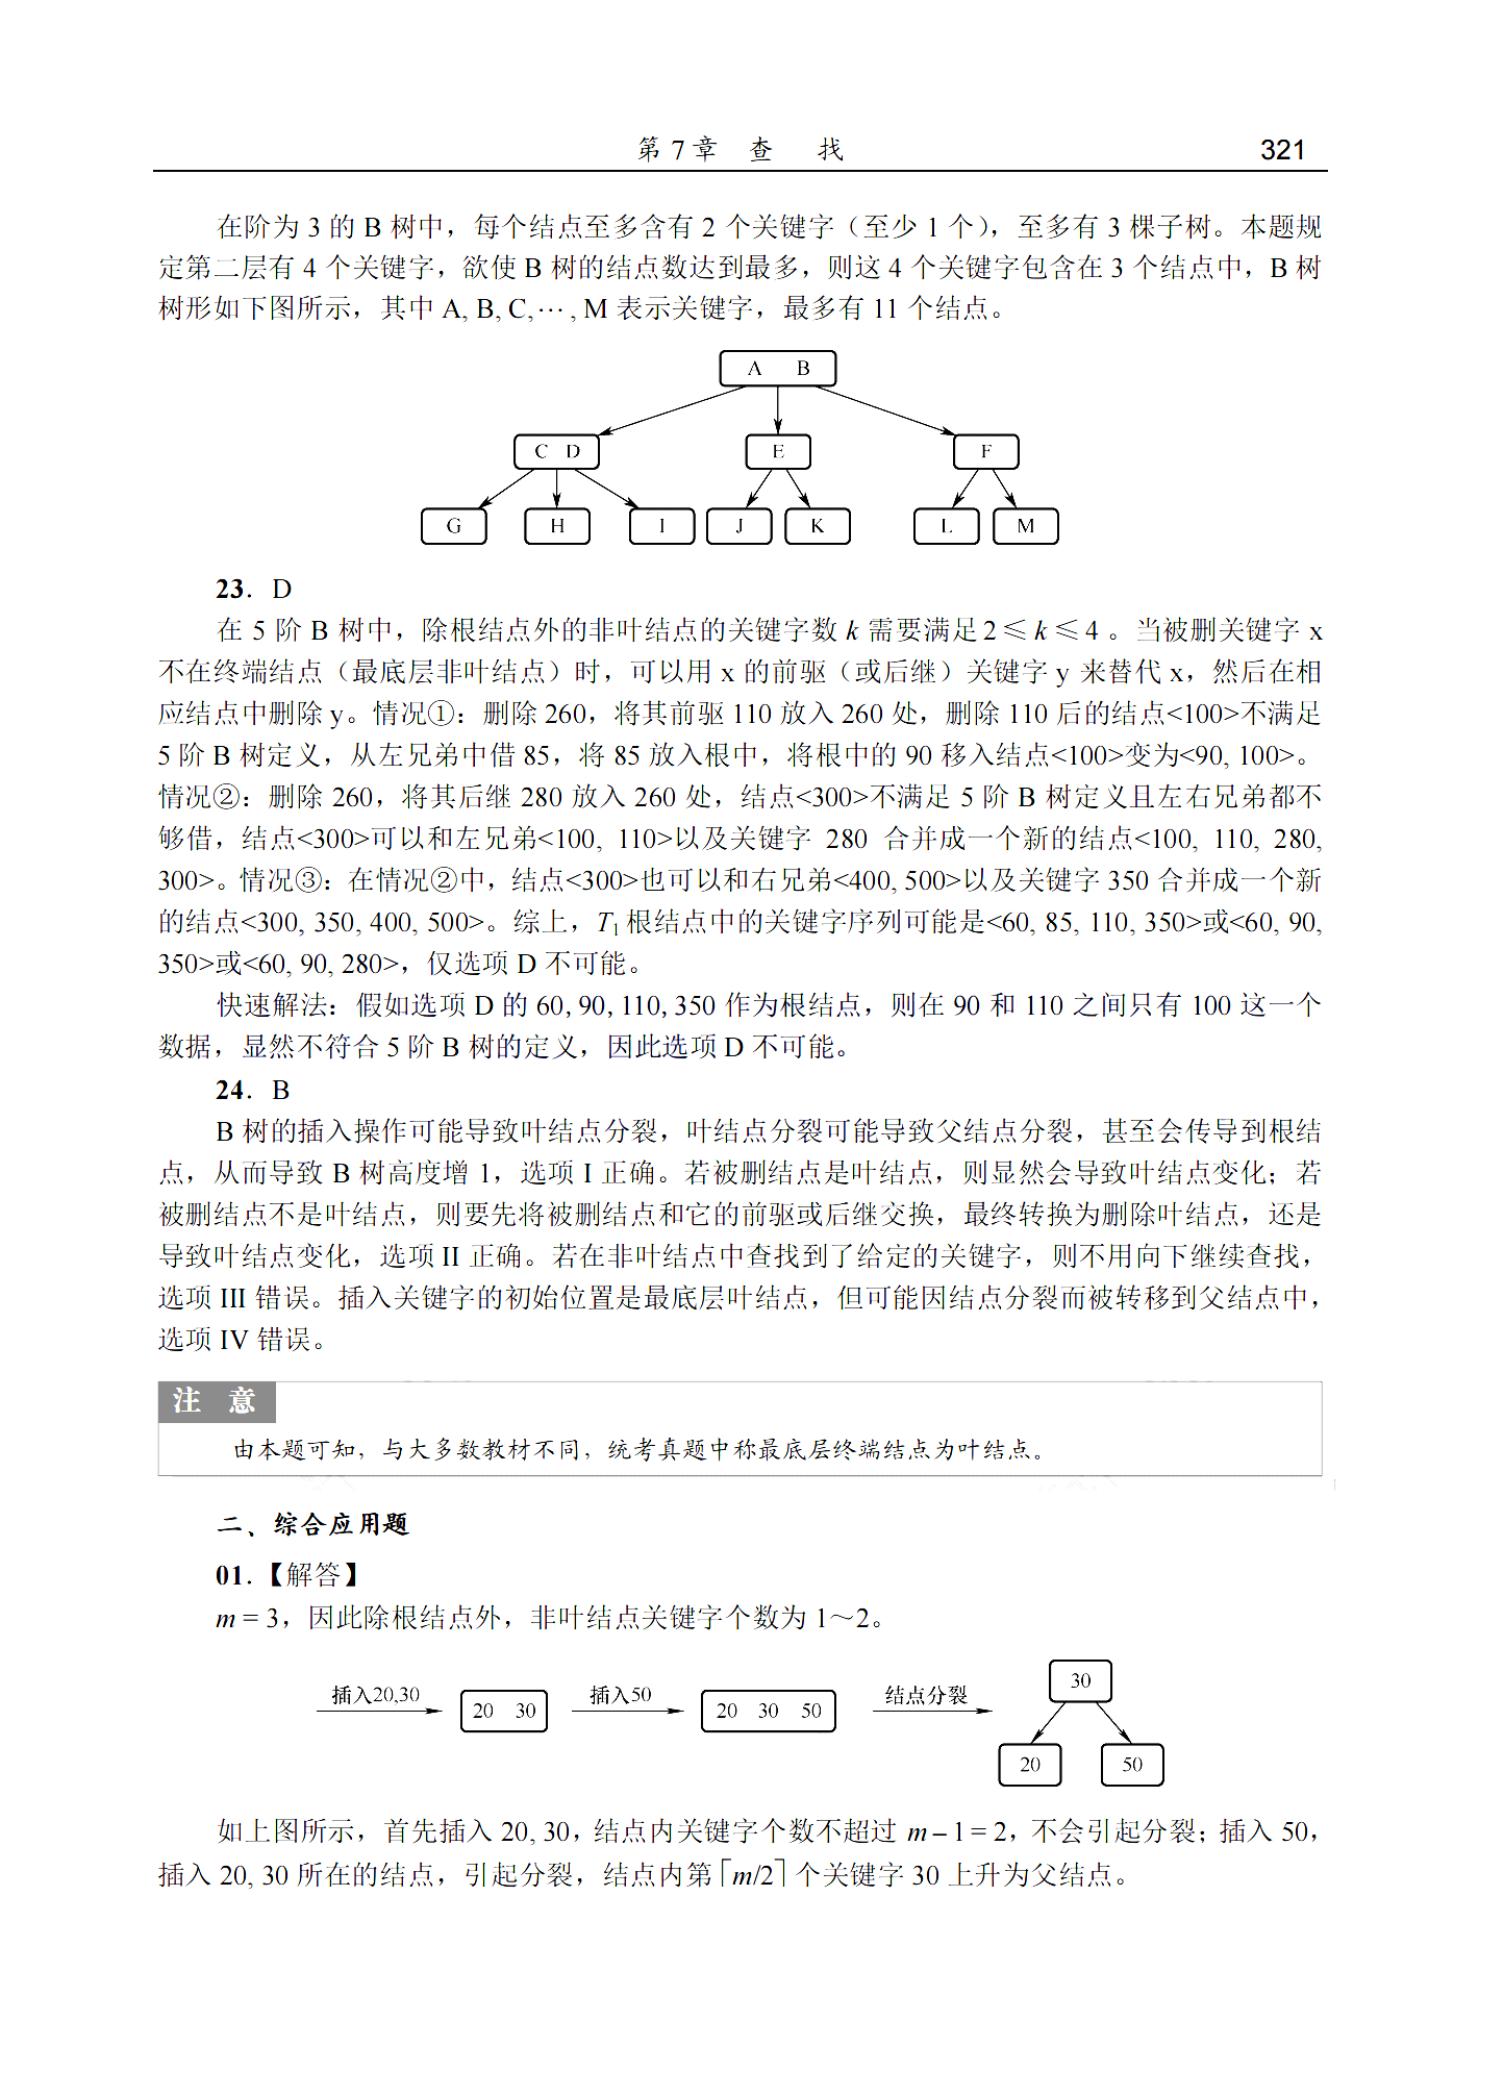 第 7 章 查 找 321
在阶为 3 的 B 树中，每个结点至多含有 2 个关键字（至少 1 个），至多有 3 棵子树。本题规
定第二层有 4 个关键字，欲使 B 树的结点数达到最多，则这 4 个关键字包含在 3 个结点中，B 树
树形如下图所示，其中 A, B, C,⋯, M 表示关键字，最多有 11 个结点。
A B
C D E F
G H I J K L M
23．D
在 5 阶 B 树中，除根结点外的非叶结点的关键字数 k 需要满足 2≤k≤4 。当被删关键字 x
不在终端结点（最底层非叶结点）时，可以用 x 的前驱（或后继）关键字 y 来替代 x，然后在相
应结点中删除 y。情况①：删除 260，将其前驱 110 放入 260 处，删除 110 后的结点<100>不满足
5 阶 B 树定义，从左兄弟中借 85，将 85 放入根中，将根中的 90 移入结点<100>变为<90, 100>。
情况②：删除 260，将其后继 280 放入 260 处，结点<300>不满足 5 阶 B 树定义且左右兄弟都不
够借，结点<300>可以和左兄弟<100, 110>以及关键字 280 合并成一个新的结点<100, 110, 280,
300>。情况③：在情况②中，结点<300>也可以和右兄弟<400, 500>以及关键字 350 合并成一个新
的结点<300, 350, 400, 500>。综上，T1 根结点中的关键字序列可能是<60, 85, 110, 350>或<60, 90,
350>或<60, 90, 280>，仅选项 D 不可能。
快速解法：假如选项 D 的 60, 90, 110, 350 作为根结点，则在 90 和 110 之间只有 100 这一个
数据，显然不符合 5 阶 B 树的定义，因此选项 D 不可能。
24．B
B 树的插入操作可能导致叶结点分裂，叶结点分裂可能导致父结点分裂，甚至会传导到根结
点，从而导致 B 树高度增 1，选项 I 正确。若被删结点是叶结点，则显然会导致叶结点变化；若
被删结点不是叶结点，则要先将被删结点和它的前驱或后继交换，最终转换为删除叶结点，还是
导致叶结点变化，选项 II 正确。若在非叶结点中查找到了给定的关键字，则不用向下继续查找，
选项 III 错误。插入关键字的初始位置是最底层叶结点，但可能因结点分裂而被转移到父结点中，
选项 IV 错误。
注 意
由本题可知，与大多数教材不同，统考真题中称最底层终端结点为叶结点。
二、综合应用题
01.【解答】
m = 3，因此除根结点外，非叶结点关键字个数为 1～2。
插入20,30 20 30 插入50 20 30 50 结点分裂 30
20 50
如上图所示，首先插入 20, 30，结点内关键字个数不超过 m – 1 = 2，不会引起分裂；插入 50，
插入 20, 30 所在的结点，引起分裂，结点内第⌈m/2⌉个关键字 30 上升为父结点。